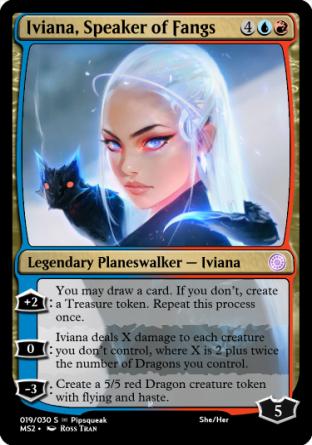 Iviana, Speaker of Fangs 4
Legendary Planeswalker — Iviana
+2: You may draw a card. If you don't, create
a Treasure token. Repeat this process
once.
0: Iviana deals X damage to each creature
you don't control, where X is 2 plus twice
the number of Dragons you control.
-3: Create a 5/5 red Dragon creature token
with flying and haste.
5
019/030 S Pipsqueak She/Her
MS2 • Ross Tran